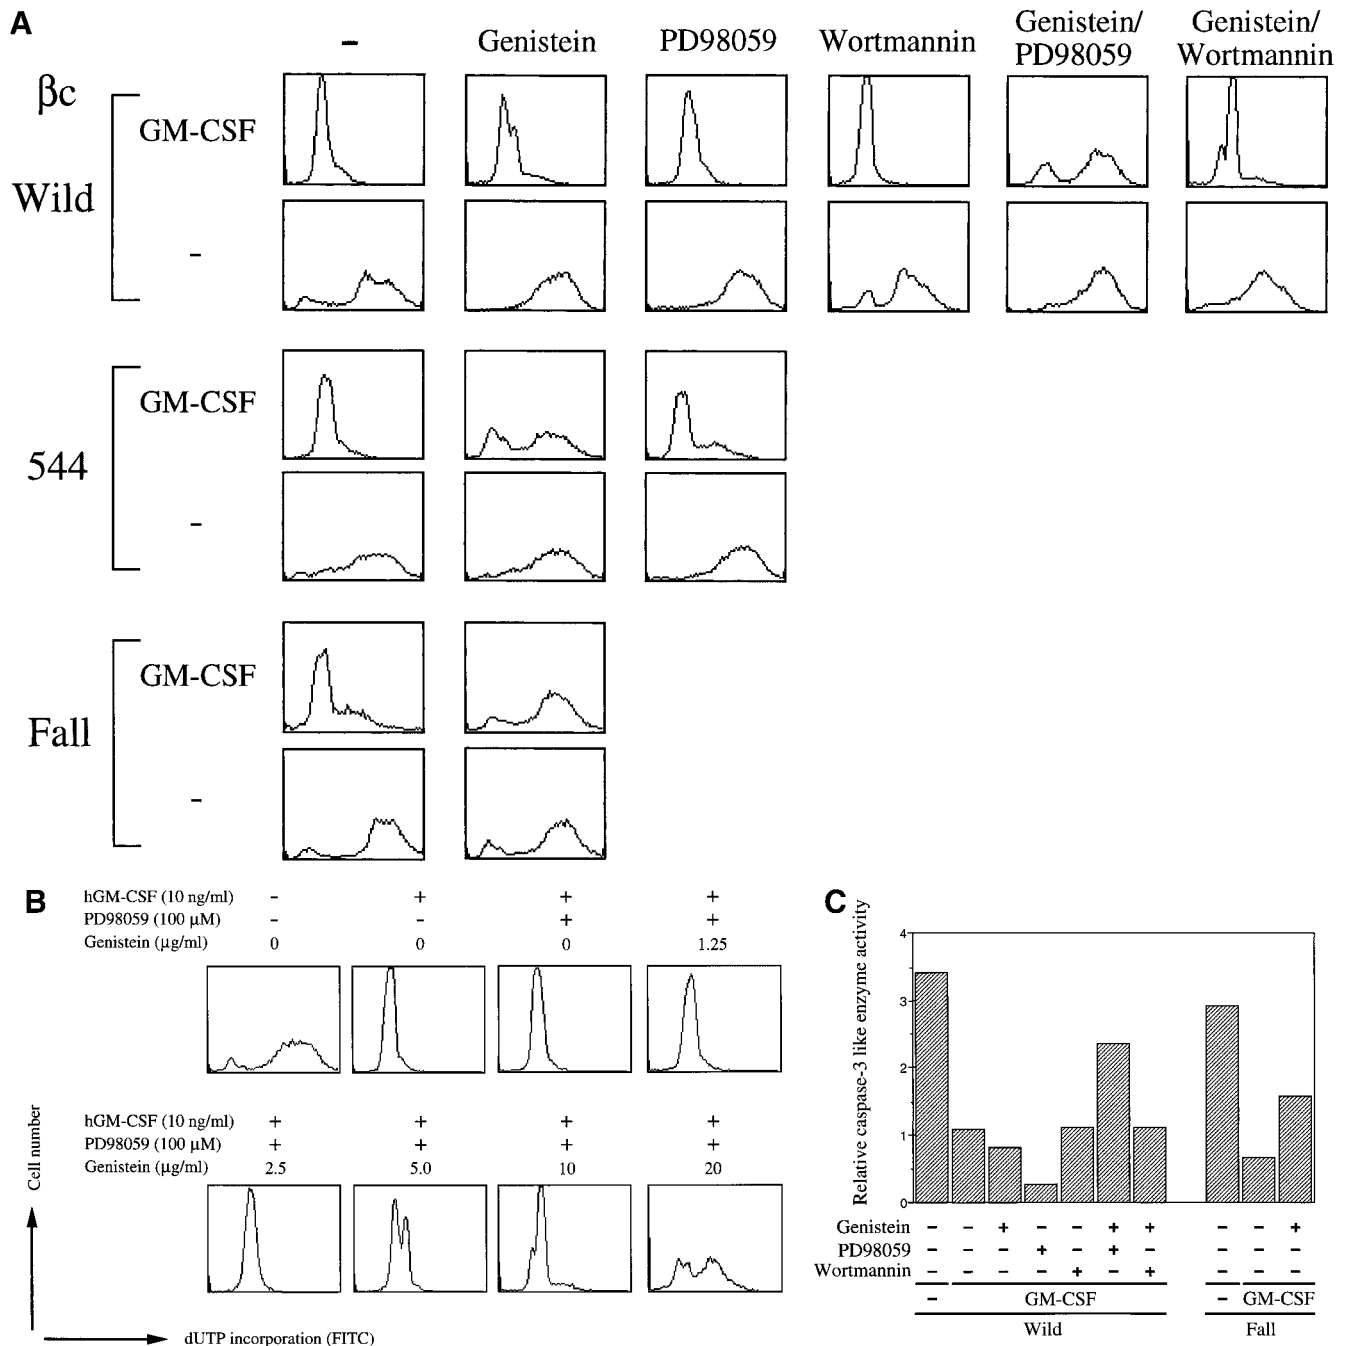 A
–
Genistein
PD98059
Wortmannin
Genistein/
PD98059
Genistein/
Wortmannin
βc
Wild
GM-CSF
–
544
GM-CSF
–
Fall
GM-CSF
–
B
hGM-CSF (10 ng/ml) – + + +
PD98059 (100 μM) – – + +
Genistein (μg/ml) 0 0 0 1.25
hGM-CSF (10 ng/ml) + + + +
PD98059 (100 μM) + + + +
Genistein (μg/ml) 2.5 5.0 10 20
Cell number
dUTP incorporation (FITC)
C
Relative caspase-3 like enzyme activity
4
3
2
1
0
Genistein – – + – – + + – – +
PD98059 – – – + – + – – – –
Wortmannin – – – – + – + – – –
– GM-CSF – GM-CSF
Wild Fall